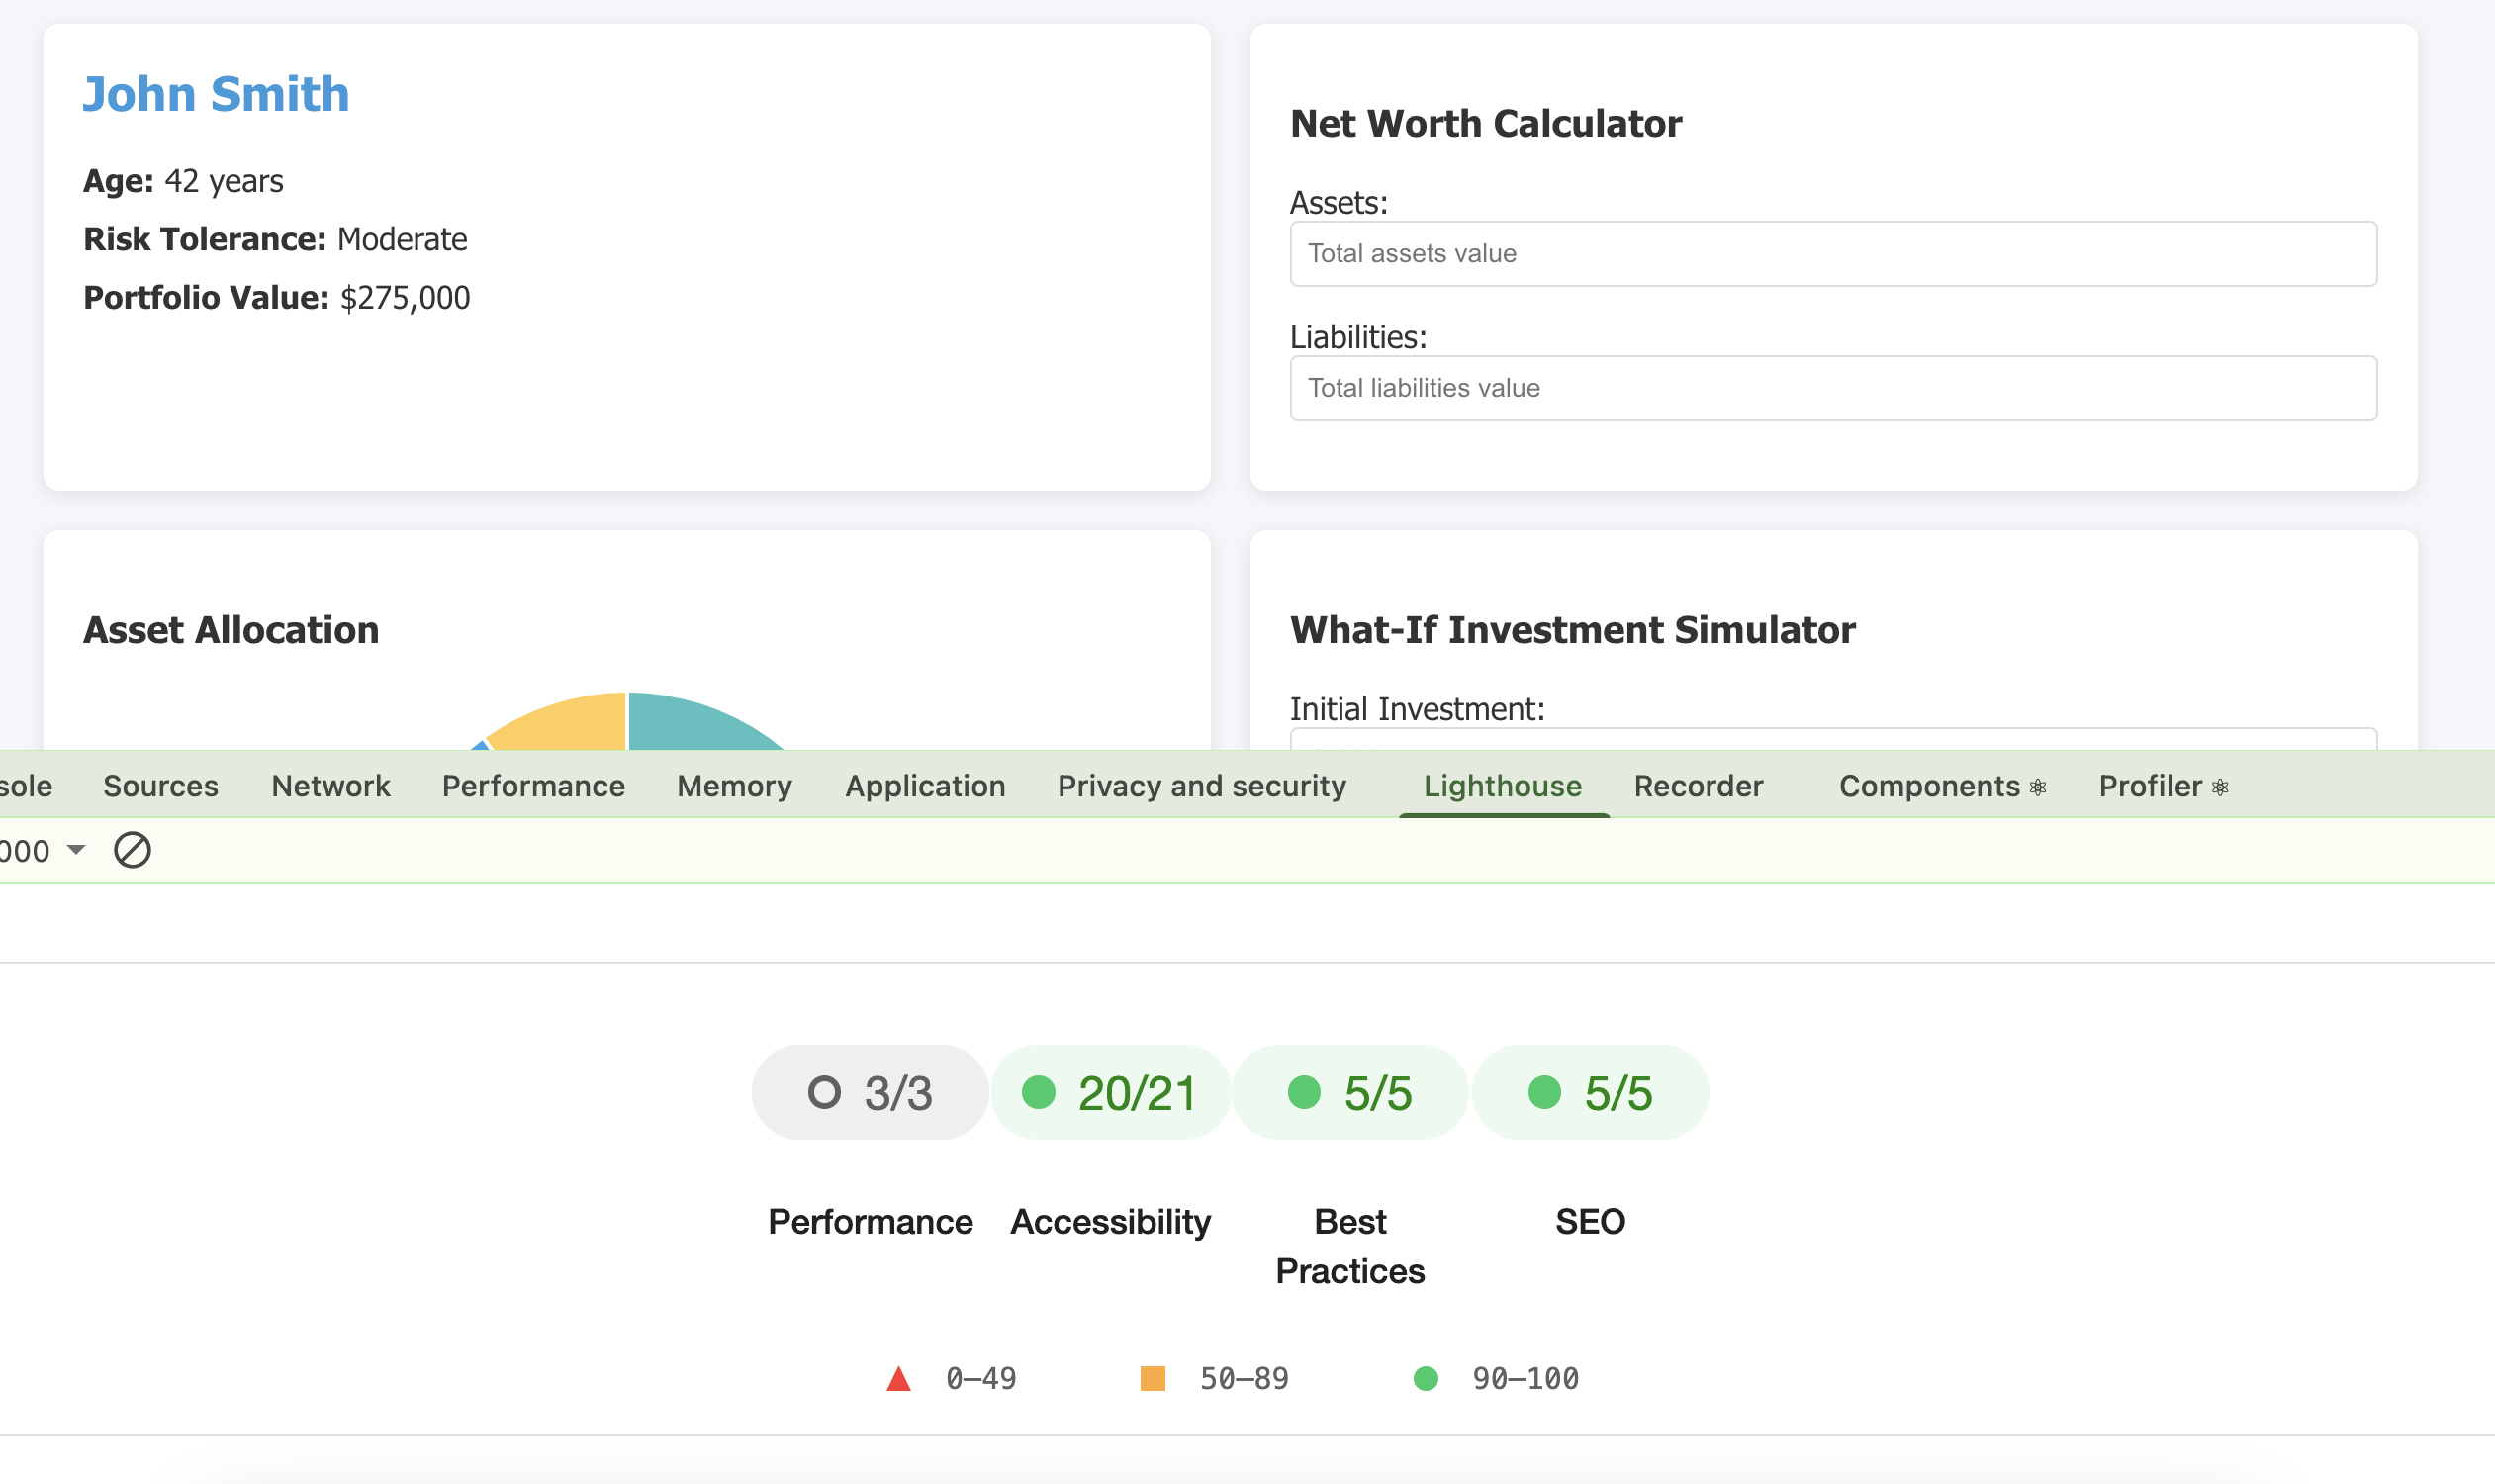 John Smith
Age: 42 years
Risk Tolerance: Moderate
Portfolio Value: $275,000
Net Worth Calculator
Assets:
Total assets value
Liabilities:
Total liabilities value
Asset Allocation
What-If Investment Simulator
Initial Investment:
sole Sources Network Performance Memory Application Privacy and security Lighthouse Recorder Components ⚛ Profiler ⚛
000
3/3 20/21 5/5 5/5
Performance Accessibility Best Practices SEO
0–49 50–89 90–100